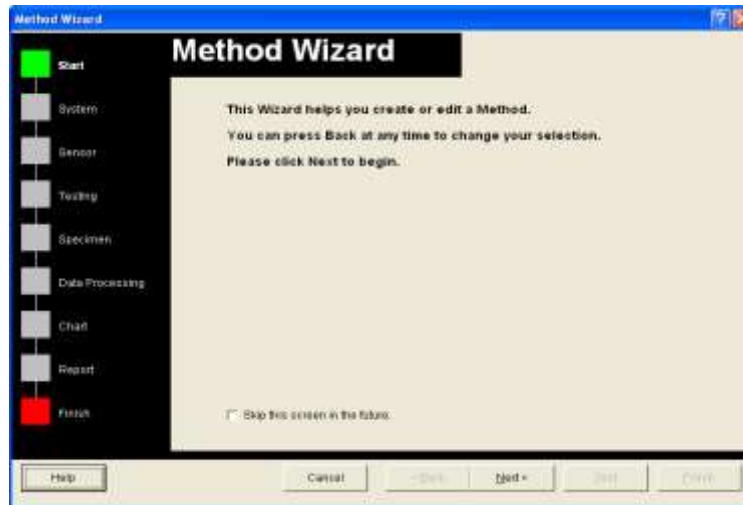 Method Wizard
Method Wizard
Start
System
Sensor
Testing
Specimen
Data Processing
Chart
Report
Finish
This Wizard helps you create or edit a Method.
You can press Back at any time to change your selection.
Please click Next to begin.
Skip this screen in the future.
Help
Cancel
< Back
Next >
Finish